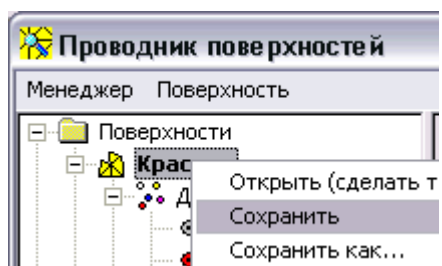 Проводник поверхностей
Менеджер Поверхность
Поверхности
Крас
Открыть (сделать т
Д
Сохранить
Сохранить как...